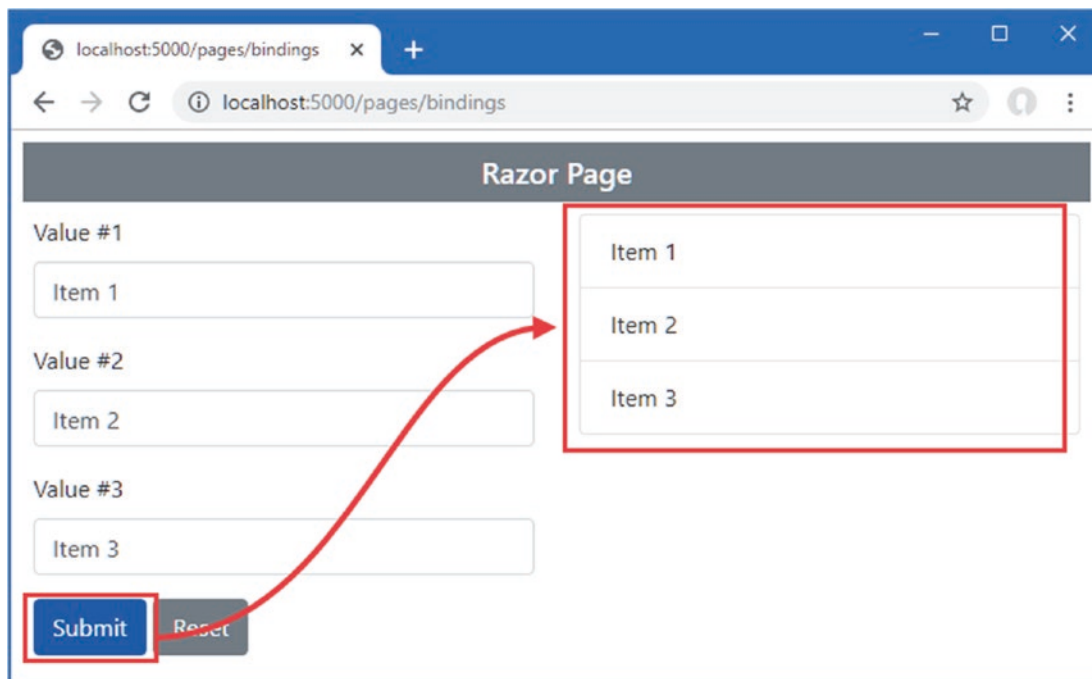 localhost:5000/pages/bindings
localhost:5000/pages/bindings
Razor Page
Value #1
Item 1
Value #2
Item 2
Value #3
Item 3
Submit
Reset
Item 1
Item 2
Item 3